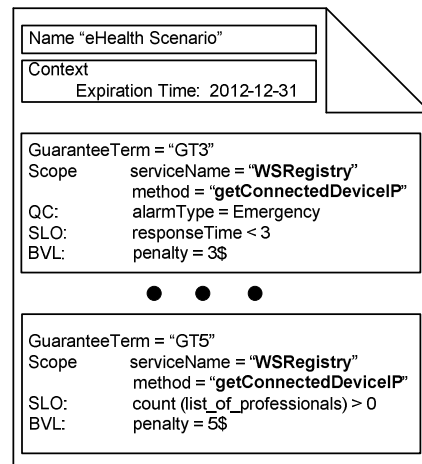 Name “eHealth Scenario”
Context
Expiration Time: 2012-12-31
GuaranteeTerm = “GT3”
Scope serviceName = “WSRegistry”
method = “getConnectedDeviceIP”
QC: alarmType = Emergency
SLO: responseTime < 3
BVL: penalty = 3$
GuaranteeTerm = “GT5”
Scope serviceName = “WSRegistry”
method = “getConnectedDeviceIP”
SLO: count (list_of_professionals) > 0
BVL: penalty = 5$